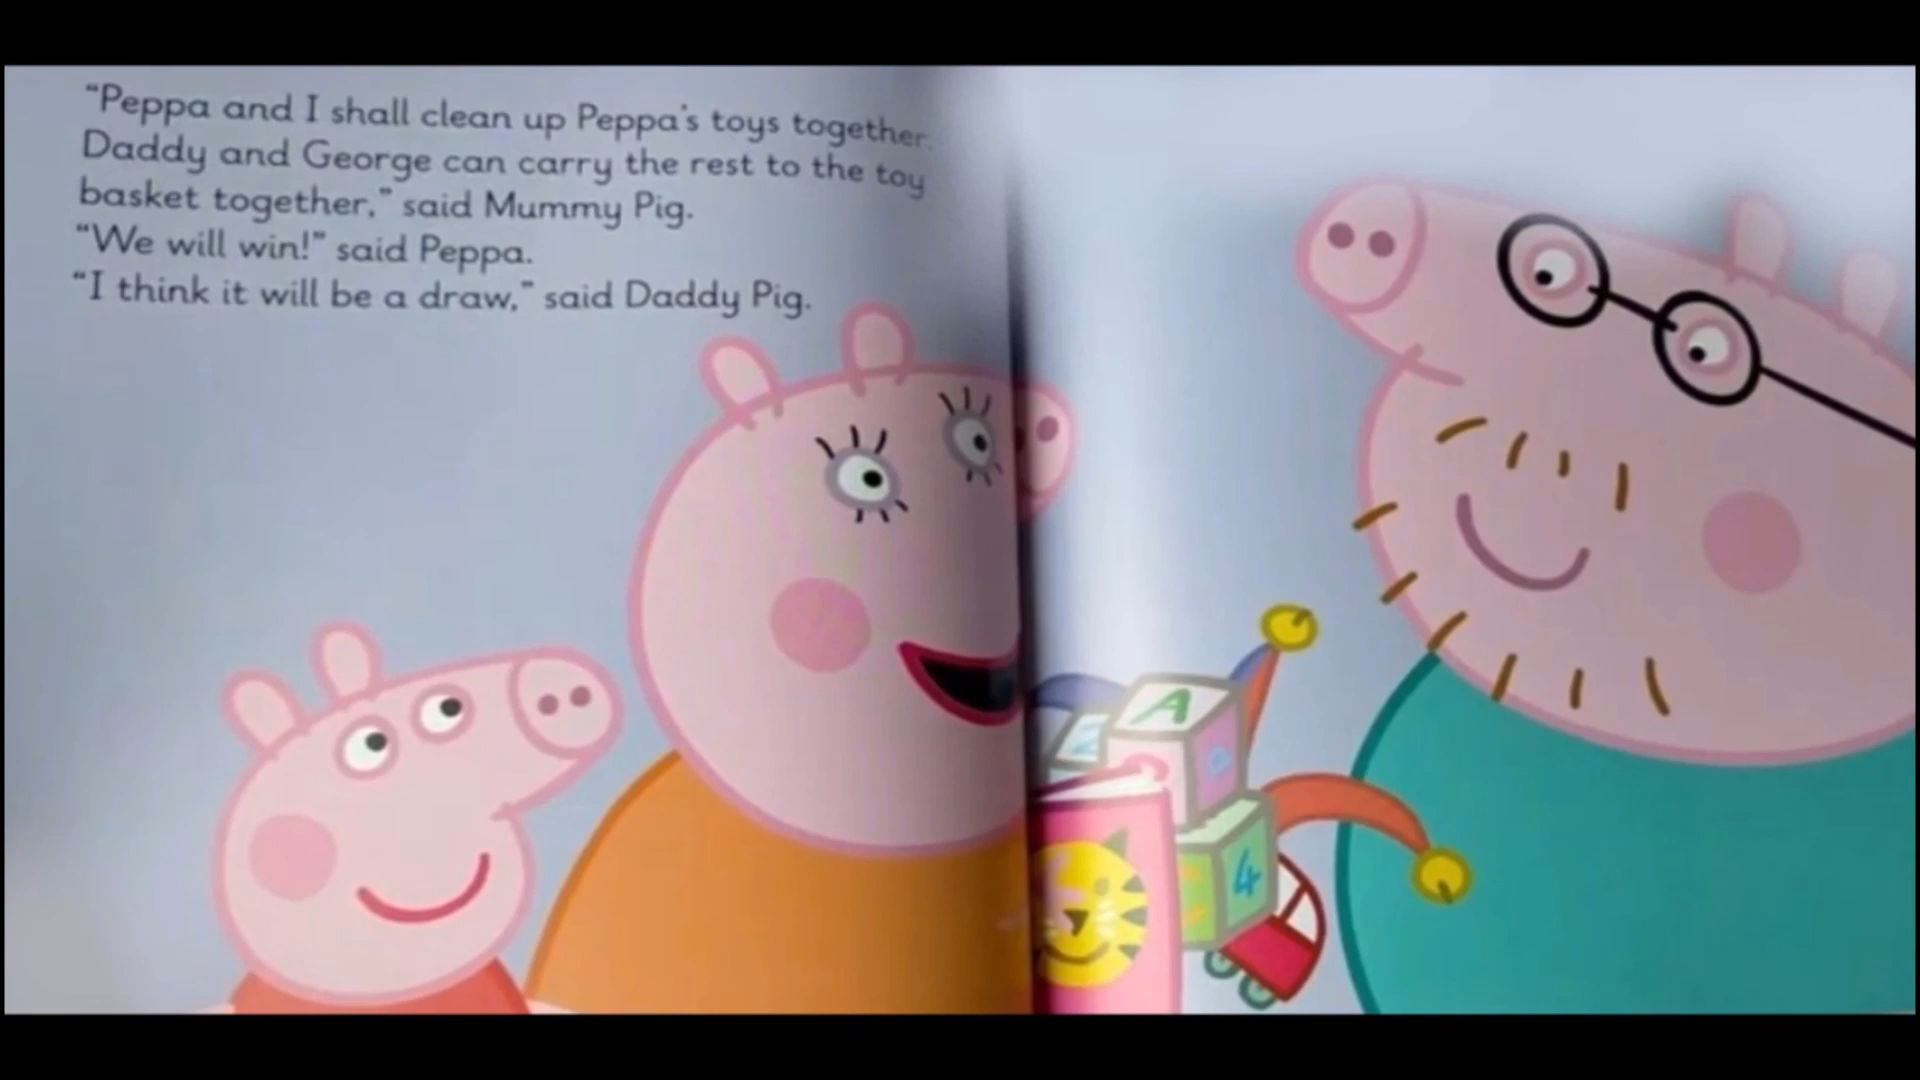 “Peppa and I shall clean up Peppa's toys together.
Daddy and George can carry the rest to the toy
basket together,” said Mummy Pig.
“We will win!” said Peppa.
“I think it will be a draw,” said Daddy Pig.
A
4